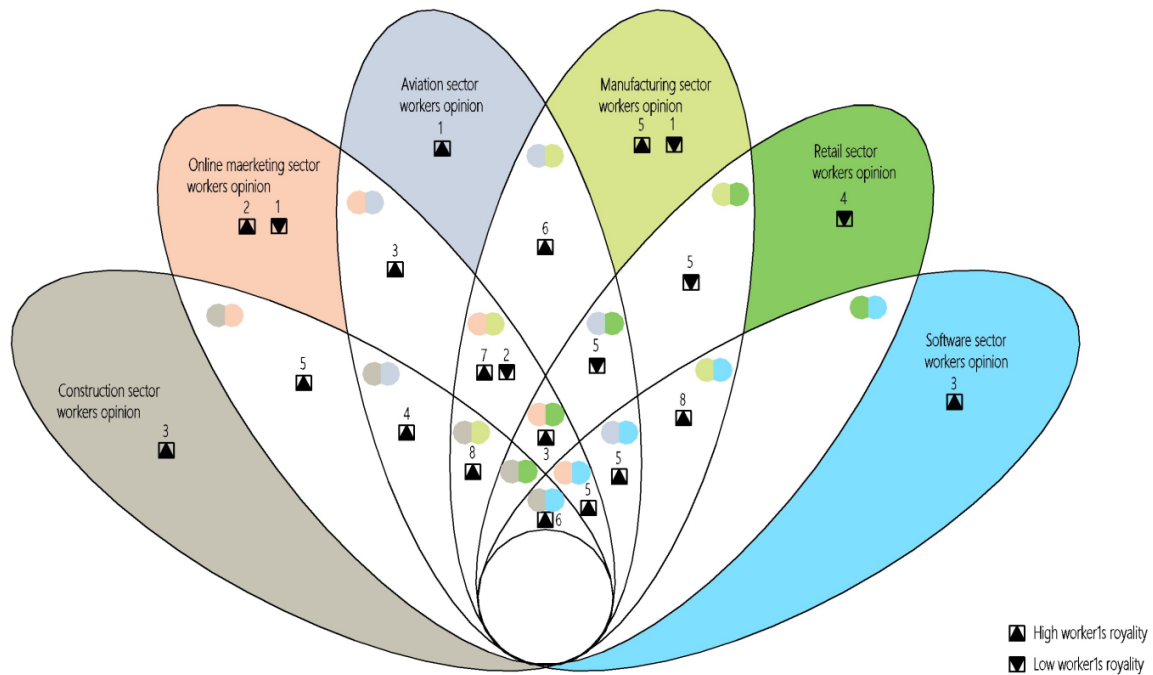 Aviation sector
workers opinion
1
Manufacturing sector
workers opinion
5 1
Online maerketing sector
workers opinion
2 1
Retail sector
workers opinion
4
6
3
5
Construction sector
workers opinion
3
5
7 2
5
Software sector
workers opinion
3
4
8
8
3
5
5
6
High worker1s royality
Low worker1s royality